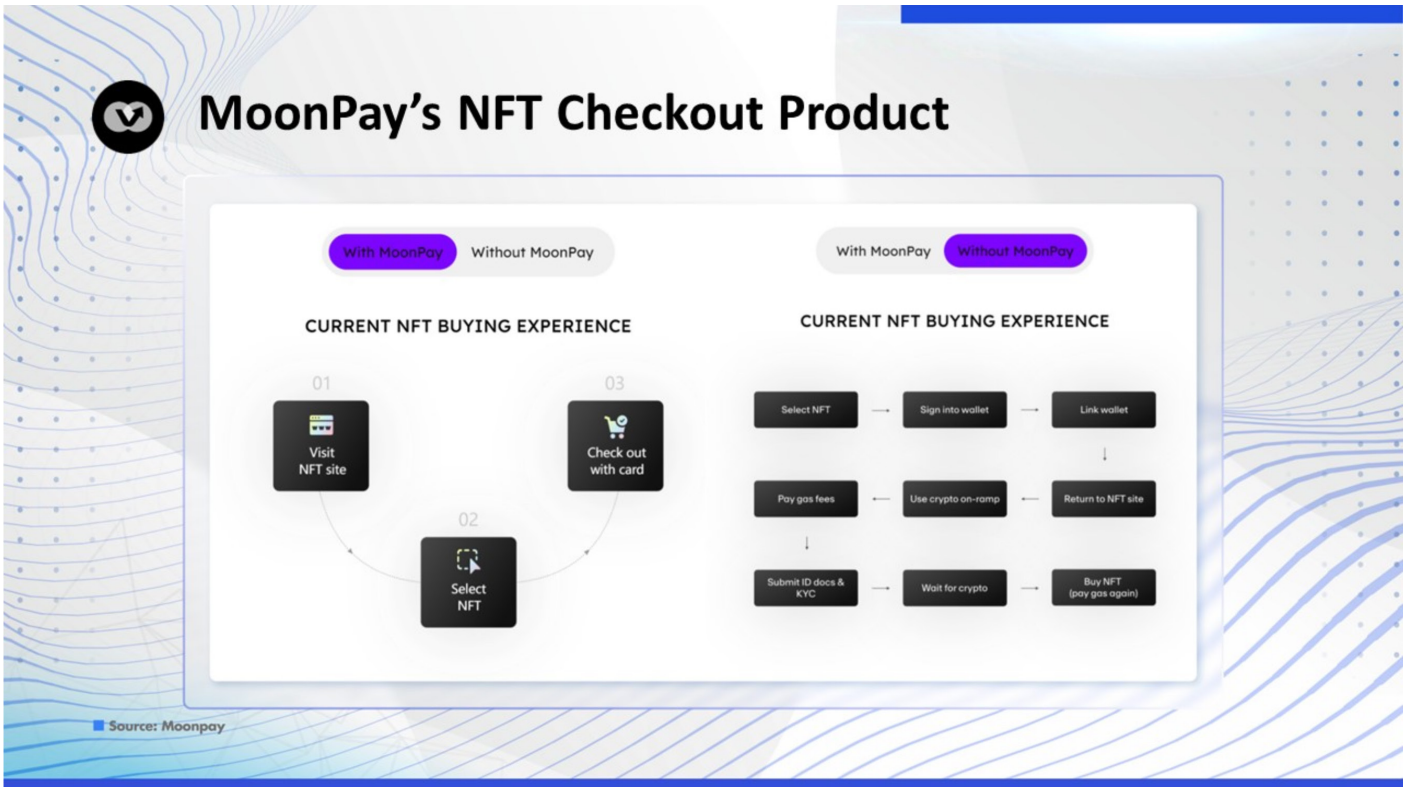 MoonPay’s NFT Checkout Product
With MoonPay
Without MoonPay
CURRENT NFT BUYING EXPERIENCE
01
Visit
NFT site
02
Select
NFT
03
Check out
with card
With MoonPay
Without MoonPay
CURRENT NFT BUYING EXPERIENCE
Select NFT
Sign into wallet
Link wallet
Return to NFT site
Use crypto on-ramp
Pay gas fees
Submit ID docs &
KYC
Wait for crypto
Buy NFT
(pay gas again)
Source: Moonpay